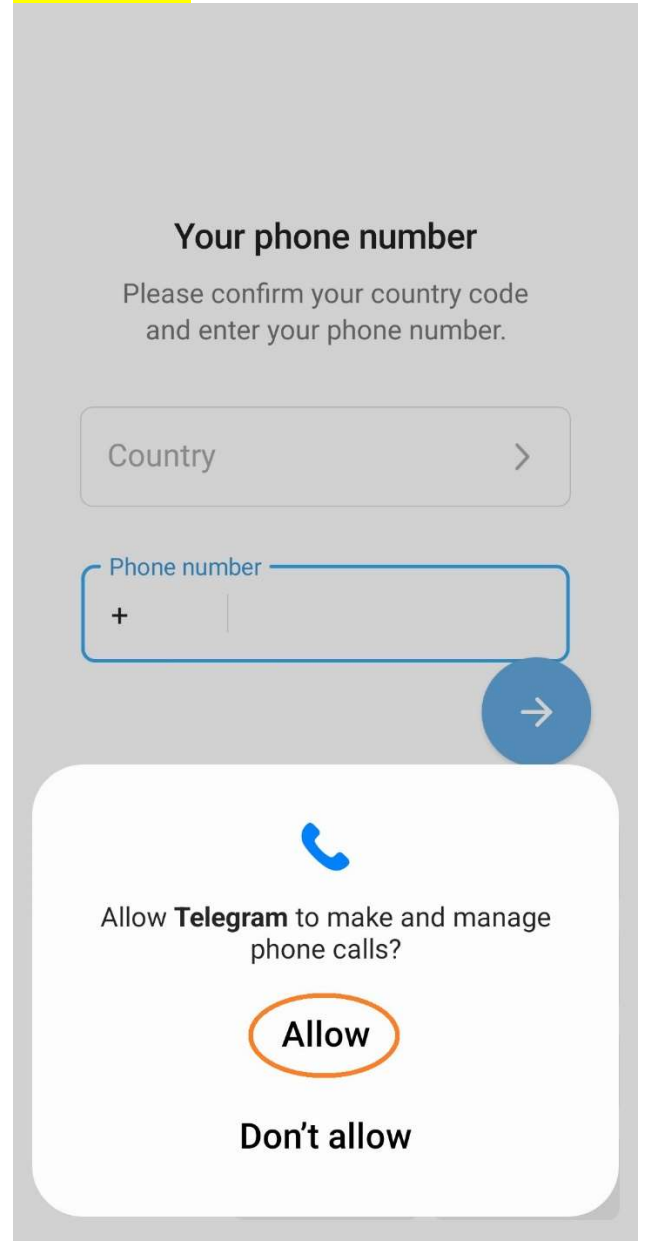 Your phone number
Please confirm your country code
and enter your phone number.
Country
Phone number
+
Allow Telegram to make and manage
phone calls?
Allow
Don't allow